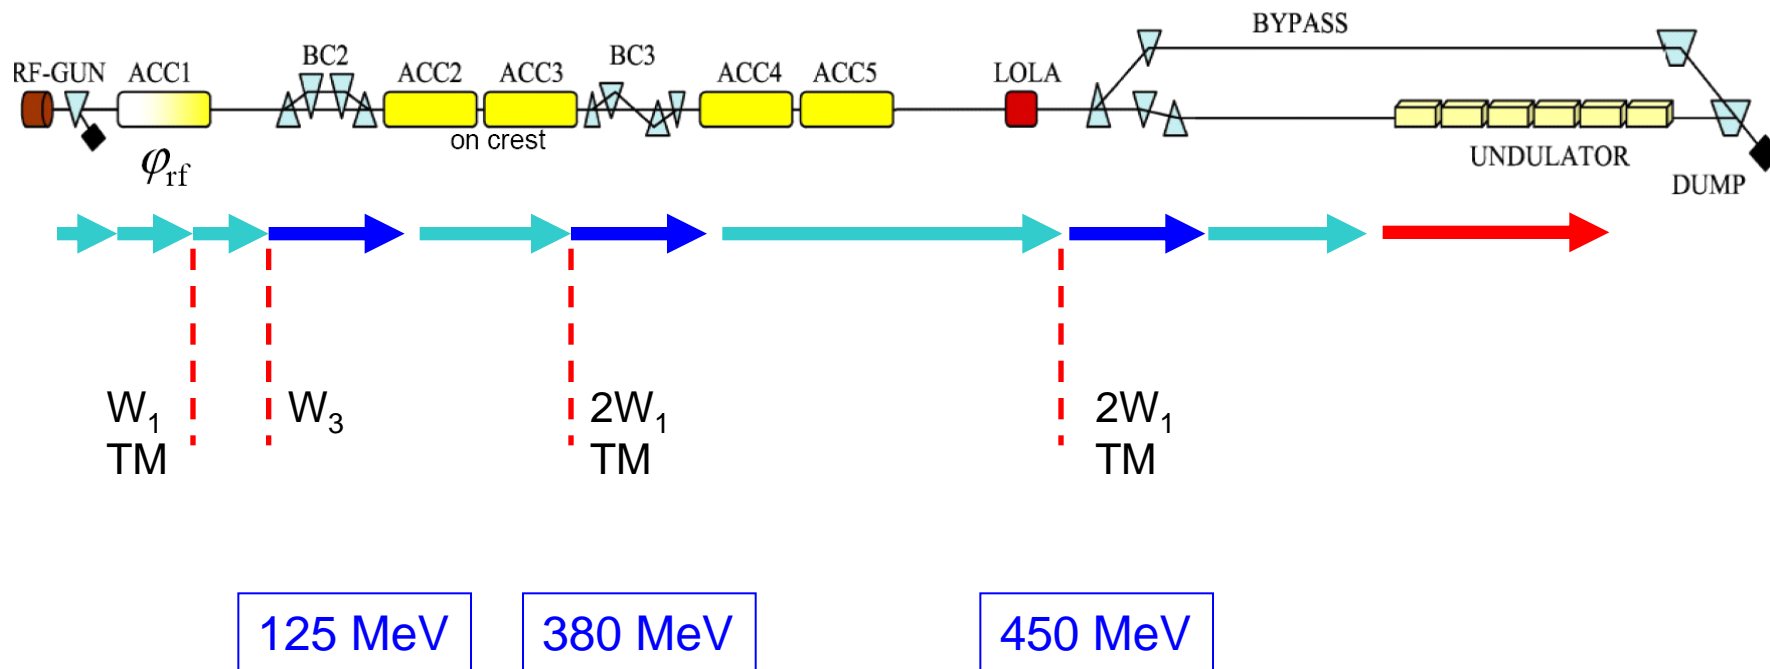 BYPASS
RF-GUN ACC1 BC2 ACC2 ACC3 BC3 ACC4 ACC5 LOLA
on crest
φrf
UNDULATOR
DUMP
W1 W3 2W1 2W1
TM TM TM
125 MeV 380 MeV 450 MeV